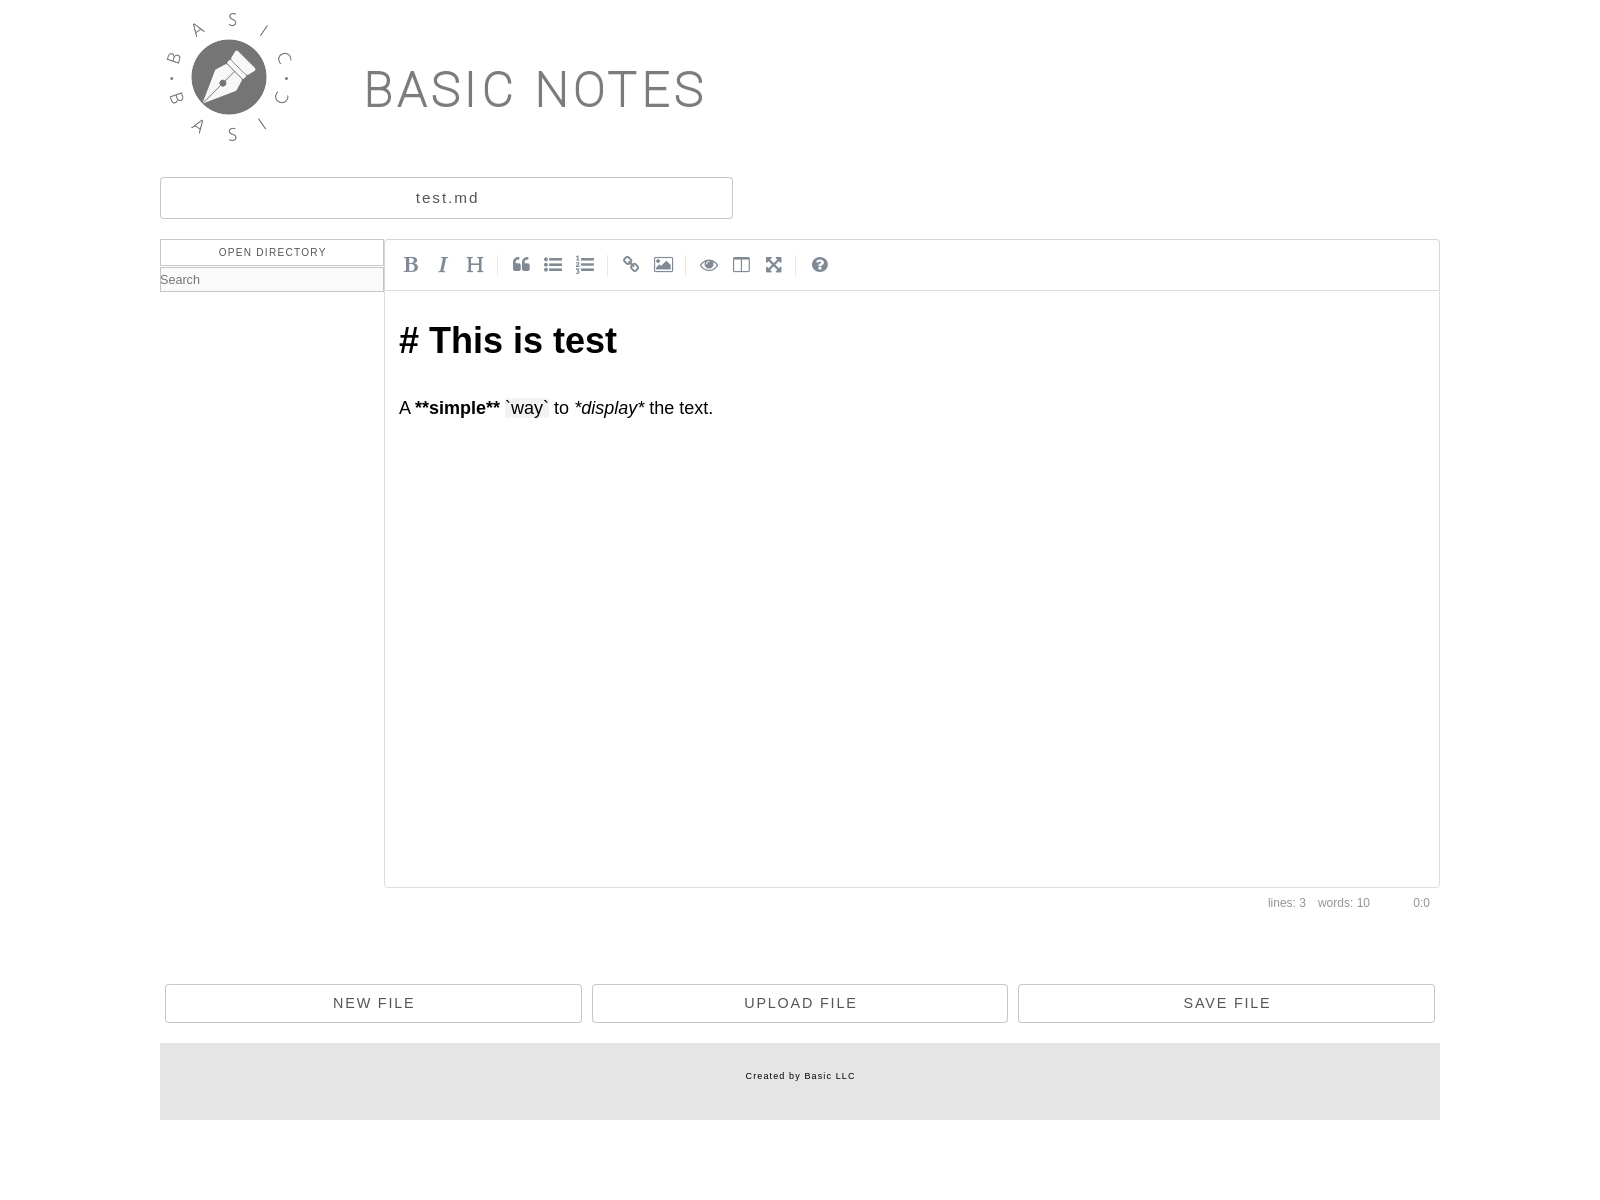 BASIC · BASIC ·
BASIC NOTES
test.md
OPEN DIRECTORY
Search
B I H
# This is test
A **simple** `way` to *display* the text.
lines: 3 words: 10 0:0
NEW FILE UPLOAD FILE SAVE FILE
Created by Basic LLC